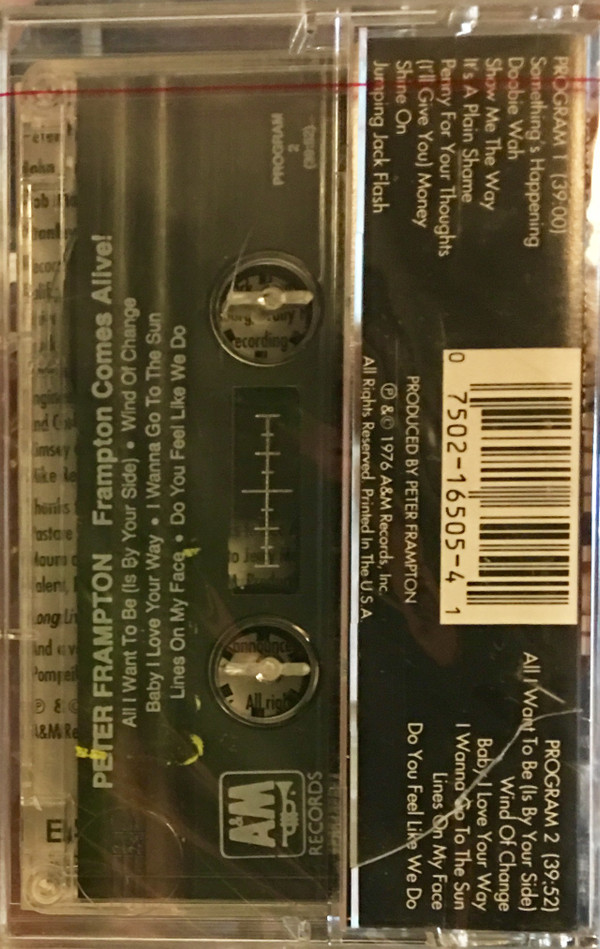 PETER FRAMPTON Frampton Comes Alive!
All I Want To Be (Is By Your Side) • Wind Of Change
Baby I Love Your Way • I Wanna Go To The Sun
Lines On My Face • Do You Feel Like We Do
PROGRAM
2
ecording
announce
All righ
A&M
RECORDS
PROGRAM 1 (39:00)
Something's Happening
Doobie Wah
Show Me The Way
It's A Plain Shame
Penny For Your Thoughts
(I'll Give You) Money
Shine On
Jumping Jack Flash
0 7502-16505-4 1
PRODUCED BY PETER FRAMPTON
℗ & © 1976 A&M Records, Inc.
All Rights Reserved. Printed In The U.S.A.
PROGRAM 2 (39:52)
All I Want To Be (Is By Your Side)
Wind Of Change
Baby I Love Your Way
I Wanna Go To The Sun
Lines On My Face
Do You Feel Like We Do